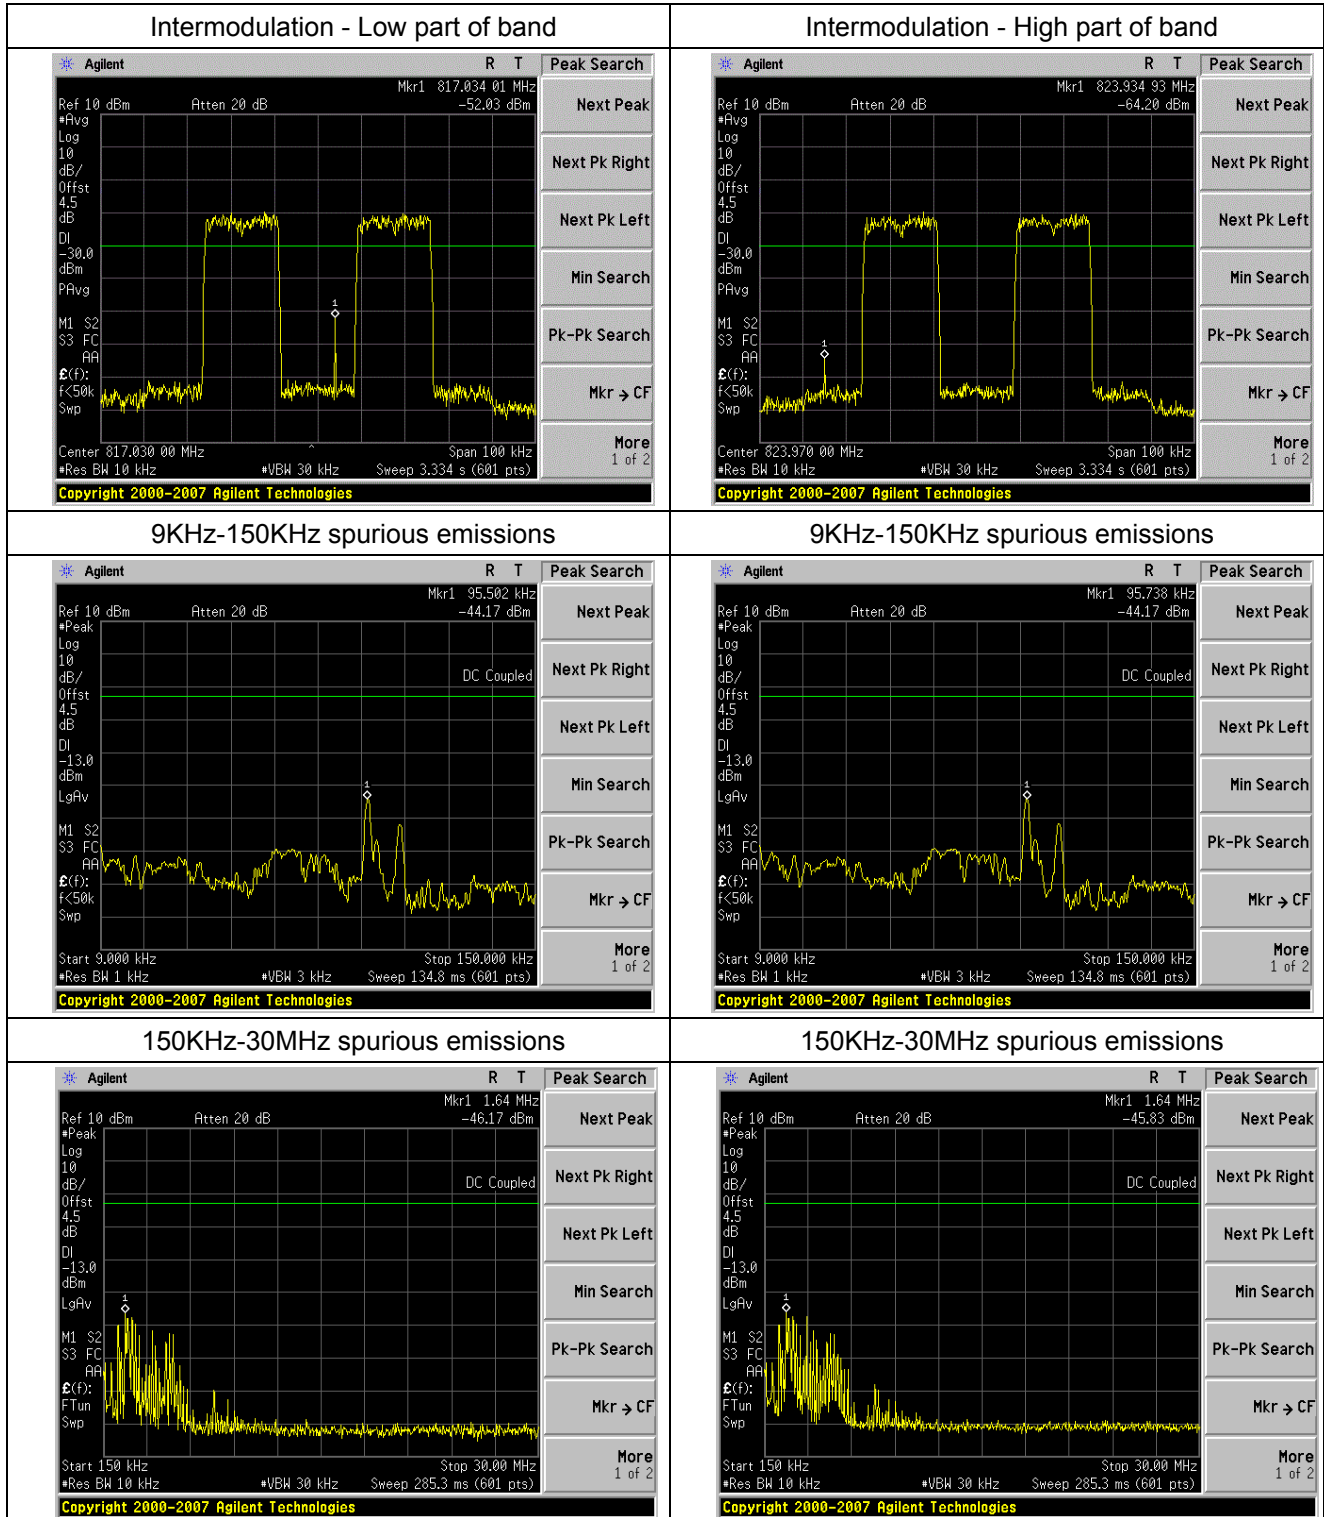 Intermodulation - Low part of band
Agilent R T Peak Search
Mkr1 817.034 01 MHz
Ref 10 dBm Atten 20 dB -52.03 dBm
#Avg
Log
10
dB/
Offst
4.5
dB
DI
-30.0
dBm
PAvg
M1 S2
S3 FC
AA
£(f):
f<50k
Swp
1
Center 817.030 00 MHz Span 100 kHz
#Res BW 10 kHz #VBW 30 kHz Sweep 3.334 s (601 pts)
Next Peak
Next Pk Right
Next Pk Left
Min Search
Pk-Pk Search
Mkr → CF
More
1 of 2
Copyright 2000-2007 Agilent Technologies
Intermodulation - High part of band
Agilent R T Peak Search
Mkr1 823.934 93 MHz
Ref 10 dBm Atten 20 dB -64.20 dBm
#Avg
Log
10
dB/
Offst
4.5
dB
DI
-30.0
dBm
PAvg
M1 S2
S3 FC
AA
£(f):
f<50k
Swp
1
Center 823.970 00 MHz Span 100 kHz
#Res BW 10 kHz #VBW 30 kHz Sweep 3.334 s (601 pts)
Next Peak
Next Pk Right
Next Pk Left
Min Search
Pk-Pk Search
Mkr → CF
More
1 of 2
Copyright 2000-2007 Agilent Technologies
9KHz-150KHz spurious emissions
Agilent R T Peak Search
Mkr1 95.502 kHz
Ref 10 dBm Atten 20 dB -44.17 dBm
#Peak
Log
10
dB/
Offst
4.5
dB
DI
-13.0
dBm
LgAv
M1 S2
S3 FC
AA
£(f):
f<50k
Swp
DC Coupled
1
Start 9.000 kHz Stop 150.000 kHz
#Res BW 1 kHz #VBW 3 kHz Sweep 134.8 ms (601 pts)
Next Peak
Next Pk Right
Next Pk Left
Min Search
Pk-Pk Search
Mkr → CF
More
1 of 2
Copyright 2000-2007 Agilent Technologies
9KHz-150KHz spurious emissions
Agilent R T Peak Search
Mkr1 95.738 kHz
Ref 10 dBm Atten 20 dB -44.17 dBm
#Peak
Log
10
dB/
Offst
4.5
dB
DI
-13.0
dBm
LgAv
M1 S2
S3 FC
AA
£(f):
f<50k
Swp
DC Coupled
1
Start 9.000 kHz Stop 150.000 kHz
#Res BW 1 kHz #VBW 3 kHz Sweep 134.8 ms (601 pts)
Next Peak
Next Pk Right
Next Pk Left
Min Search
Pk-Pk Search
Mkr → CF
More
1 of 2
Copyright 2000-2007 Agilent Technologies
150KHz-30MHz spurious emissions
Agilent R T Peak Search
Mkr1 1.64 MHz
Ref 10 dBm Atten 20 dB -46.17 dBm
#Peak
Log
10
dB/
Offst
4.5
dB
DI
-13.0
dBm
LgAv
M1 S2
S3 FC
AA
£(f):
FTun
Swp
DC Coupled
1
Start 150 kHz Stop 30.00 MHz
#Res BW 10 kHz #VBW 30 kHz Sweep 285.3 ms (601 pts)
Next Peak
Next Pk Right
Next Pk Left
Min Search
Pk-Pk Search
Mkr → CF
More
1 of 2
Copyright 2000-2007 Agilent Technologies
150KHz-30MHz spurious emissions
Agilent R T Peak Search
Mkr1 1.64 MHz
Ref 10 dBm Atten 20 dB -45.83 dBm
#Peak
Log
10
dB/
Offst
4.5
dB
DI
-13.0
dBm
LgAv
M1 S2
S3 FC
AA
£(f):
FTun
Swp
DC Coupled
1
Start 150 kHz Stop 30.00 MHz
#Res BW 10 kHz #VBW 30 kHz Sweep 285.3 ms (601 pts)
Next Peak
Next Pk Right
Next Pk Left
Min Search
Pk-Pk Search
Mkr → CF
More
1 of 2
Copyright 2000-2007 Agilent Technologies